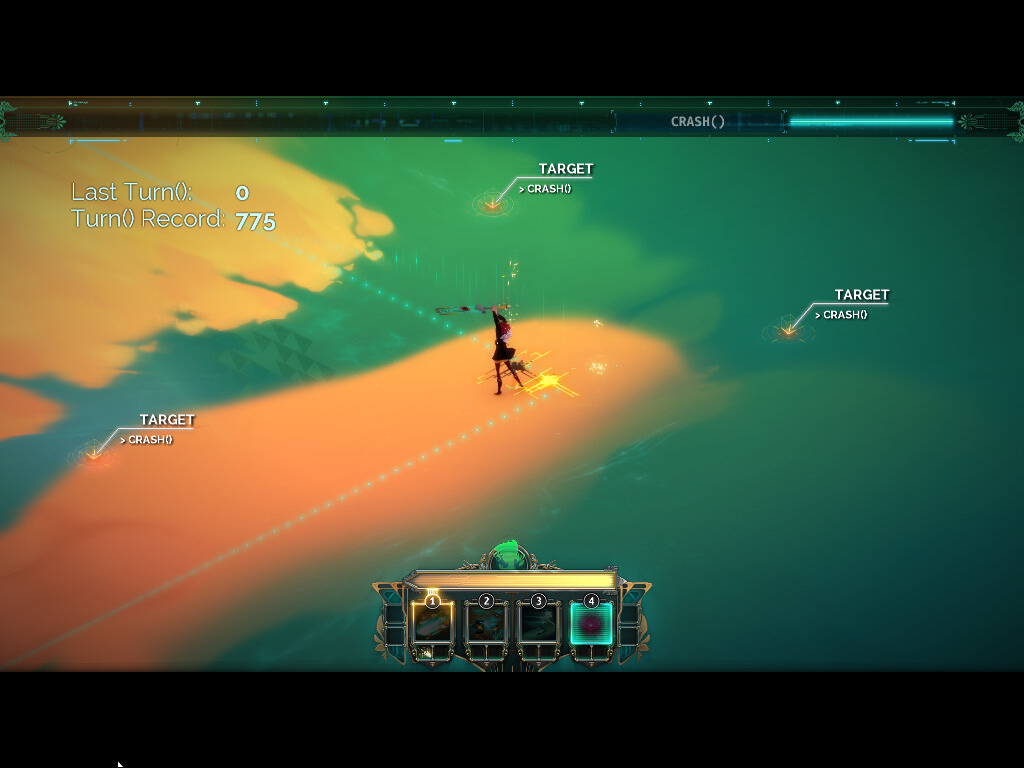 CRASH()
TARGET
> CRASH()
Last Turn(): 0
Turn() Record: 775
TARGET
> CRASH()
TARGET
> CRASH()
1 2 3 4